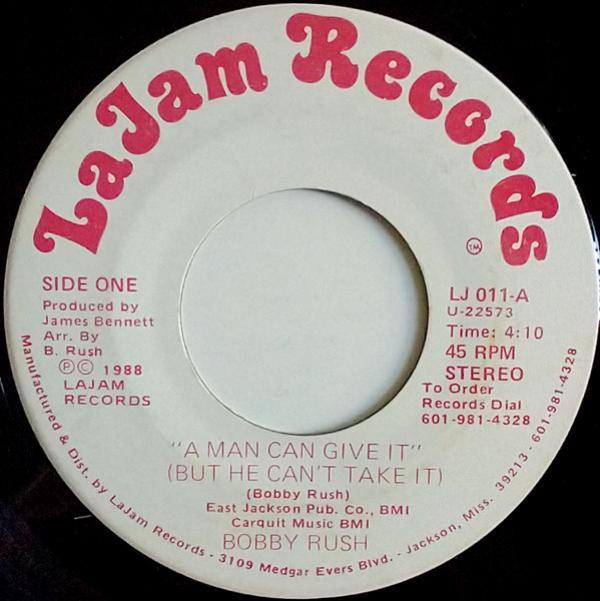 LaJam Records
TM
SIDE ONE
Produced by
James Bennett
Arr. By
B. Rush
Ⓟ © 1988
LAJAM
RECORDS
LJ 011-A
U-22573
Time: 4:10
45 RPM
STEREO
To Order
Records Dial
601-981-4328
"A MAN CAN GIVE IT"
(BUT HE CAN'T TAKE IT)
(Bobby Rush)
East Jackson Pub. Co., BMI
Carquit Music BMI
BOBBY RUSH
Manufactured & Dist. by LaJam Records - 3109 Medgar Evers Blvd. - Jackson, Miss. 39213 - 601-981-4328